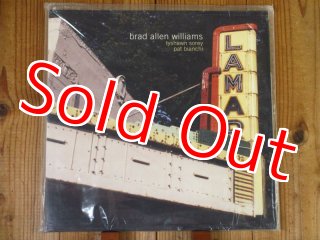 brad allen williams
tyshawn sorey
pat bianchi
LAMAR
Sold Out